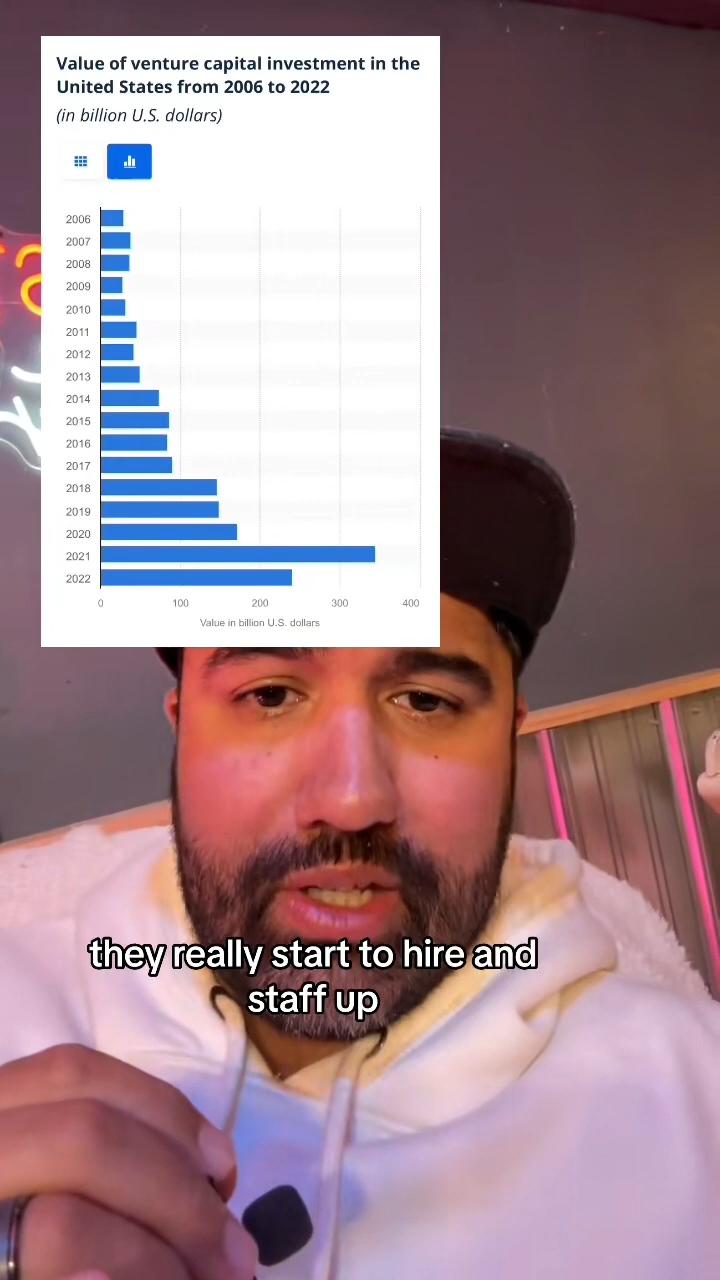 Value of venture capital investment in the
United States from 2006 to 2022
(in billion U.S. dollars)
2006
2007
2008
2009
2010
2011
2012
2013
2014
2015
2016
2017
2018
2019
2020
2021
2022
0 100 200 300 400
Value in billion U.S. dollars
they really start to hire and
staff up